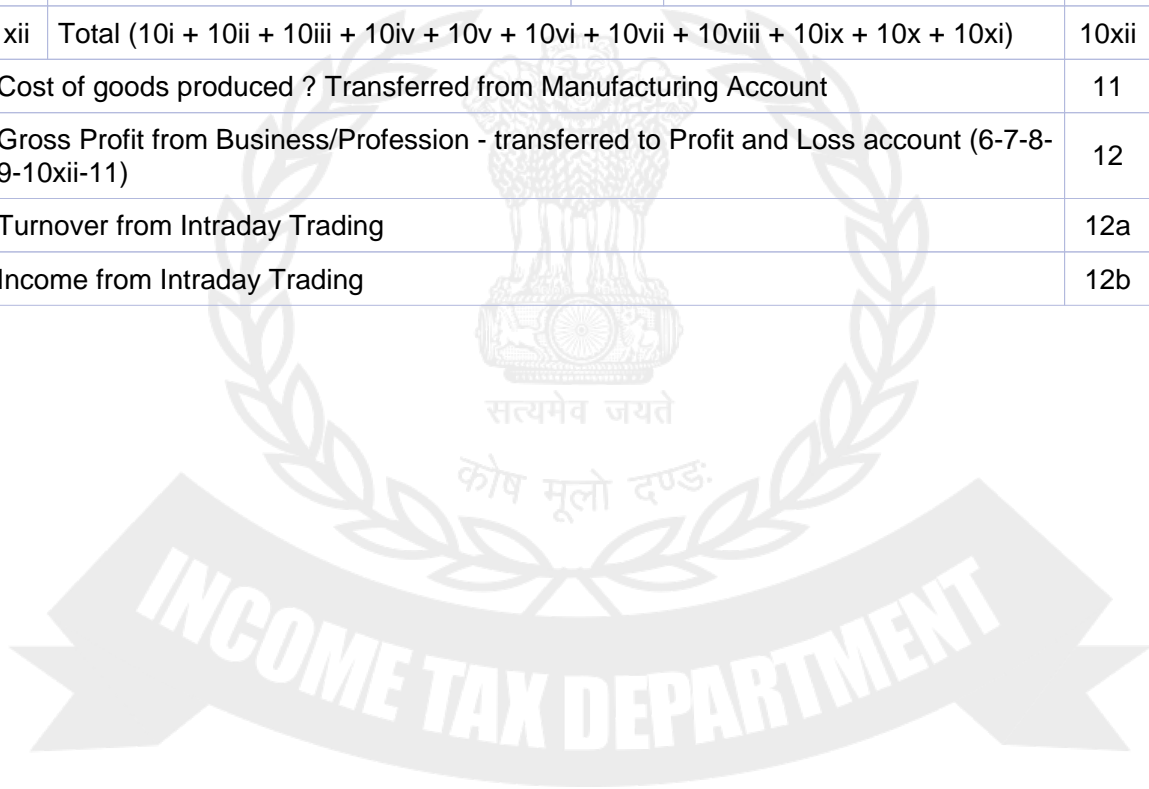 xii Total (10i + 10ii + 10iii + 10iv + 10v + 10vi + 10vii + 10viii + 10ix + 10x + 10xi) 10xii
Cost of goods produced ? Transferred from Manufacturing Account 11
Gross Profit from Business/Profession - transferred to Profit and Loss account (6-7-8-
9-10xii-11) 12
Turnover from Intraday Trading 12a
Income from Intraday Trading 12b
सत्यमेव जयते
कोष मूलो दण्डः
INCOME TAX DEPARTMENT